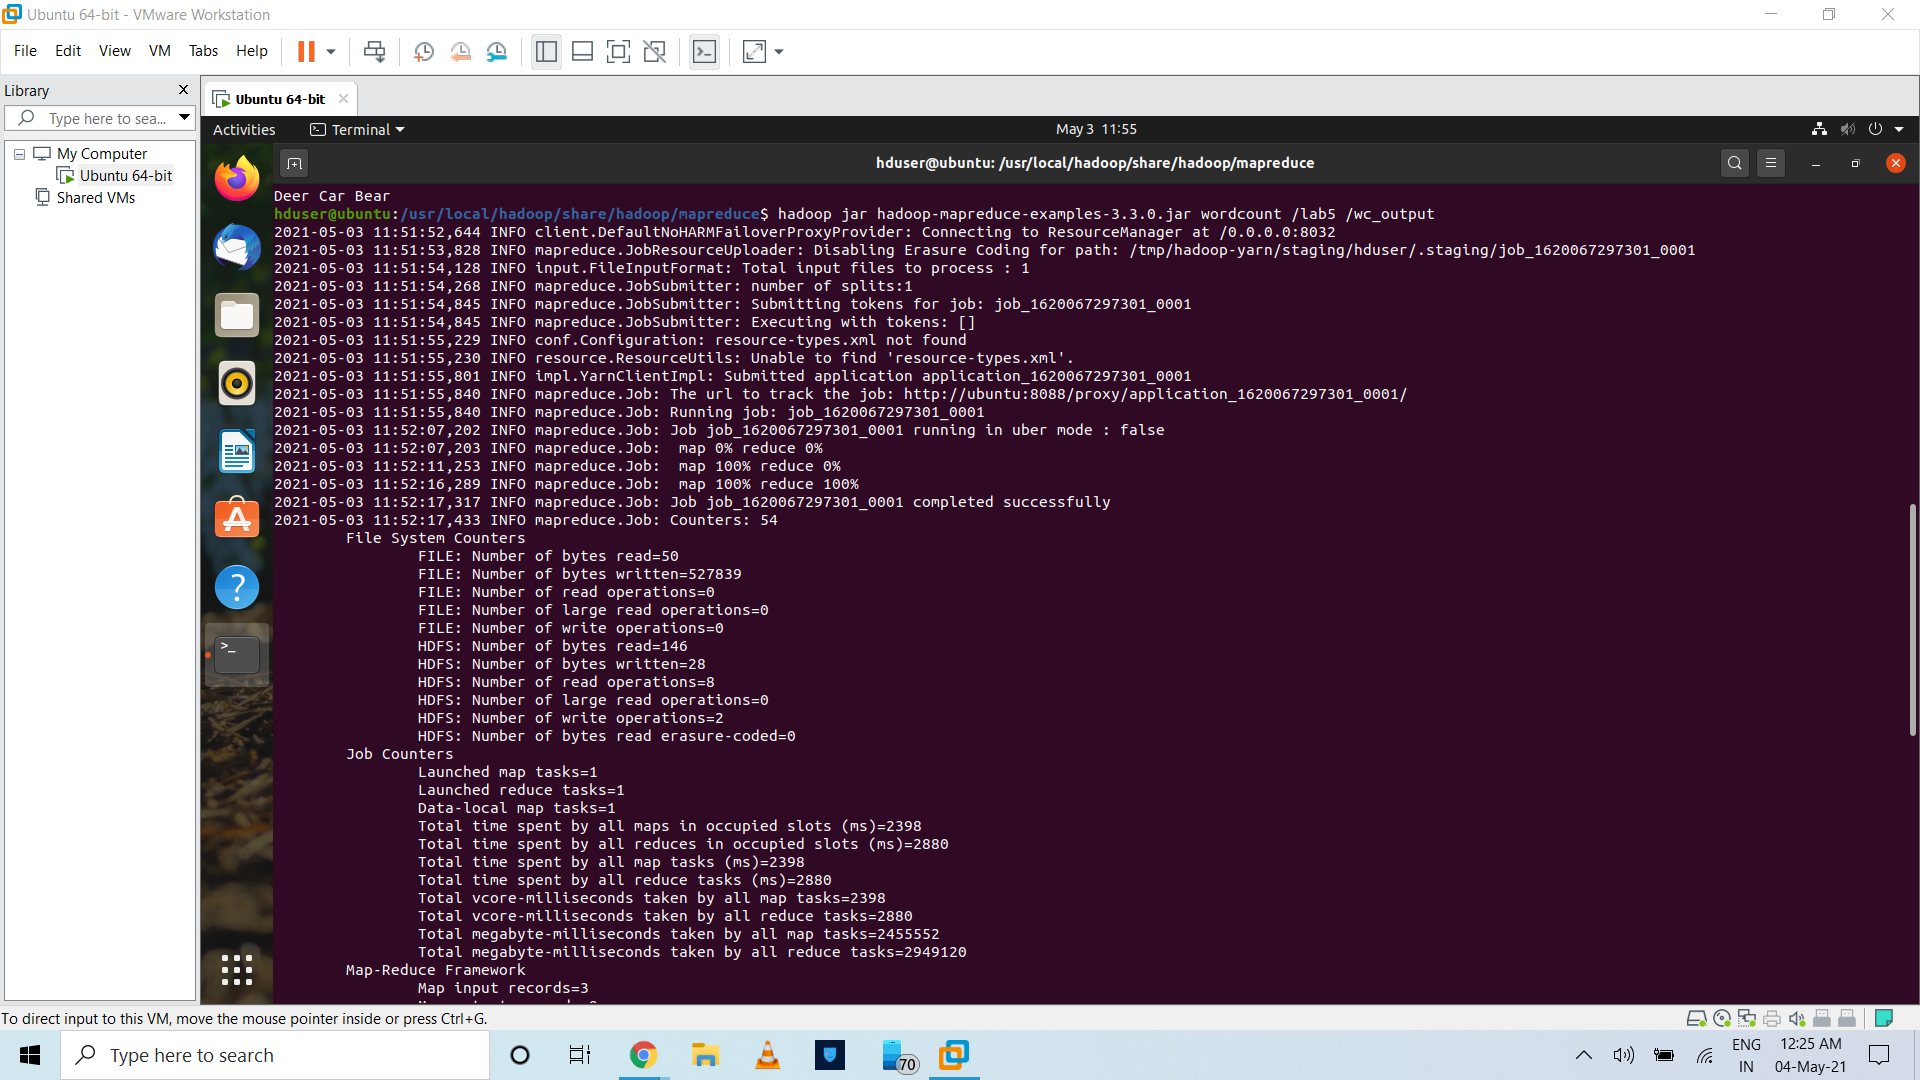 Ubuntu 64-bit - VMware Workstation
File Edit View VM Tabs Help
Library
Type here to sea...
My Computer
Ubuntu 64-bit
Shared VMs
Ubuntu 64-bit
Activities Terminal May 3 11:55
hduser@ubuntu: /usr/local/hadoop/share/hadoop/mapreduce
Deer Car Bear
hduser@ubuntu:/usr/local/hadoop/share/hadoop/mapreduce$ hadoop jar hadoop-mapreduce-examples-3.3.0.jar wordcount /lab5 /wc_output
2021-05-03 11:51:52,644 INFO client.DefaultNoHARMFailoverProxyProvider: Connecting to ResourceManager at /0.0.0.0:8032
2021-05-03 11:51:53,828 INFO mapreduce.JobResourceUploader: Disabling Erasure Coding for path: /tmp/hadoop-yarn/staging/hduser/.staging/job_1620067297301_0001
2021-05-03 11:51:54,128 INFO input.FileInputFormat: Total input files to process : 1
2021-05-03 11:51:54,268 INFO mapreduce.JobSubmitter: number of splits:1
2021-05-03 11:51:54,845 INFO mapreduce.JobSubmitter: Submitting tokens for job: job_1620067297301_0001
2021-05-03 11:51:54,845 INFO mapreduce.JobSubmitter: Executing with tokens: []
2021-05-03 11:51:55,229 INFO conf.Configuration: resource-types.xml not found
2021-05-03 11:51:55,230 INFO resource.ResourceUtils: Unable to find 'resource-types.xml'.
2021-05-03 11:51:55,801 INFO impl.YarnClientImpl: Submitted application application_1620067297301_0001
2021-05-03 11:51:55,840 INFO mapreduce.Job: The url to track the job: http://ubuntu:8088/proxy/application_1620067297301_0001/
2021-05-03 11:51:55,840 INFO mapreduce.Job: Running job: job_1620067297301_0001
2021-05-03 11:52:07,202 INFO mapreduce.Job: Job job_1620067297301_0001 running in uber mode : false
2021-05-03 11:52:07,203 INFO mapreduce.Job:  map 0% reduce 0%
2021-05-03 11:52:11,253 INFO mapreduce.Job:  map 100% reduce 0%
2021-05-03 11:52:16,289 INFO mapreduce.Job:  map 100% reduce 100%
2021-05-03 11:52:17,317 INFO mapreduce.Job: Job job_1620067297301_0001 completed successfully
2021-05-03 11:52:17,433 INFO mapreduce.Job: Counters: 54
File System Counters
FILE: Number of bytes read=50
FILE: Number of bytes written=527839
FILE: Number of read operations=0
FILE: Number of large read operations=0
FILE: Number of write operations=0
HDFS: Number of bytes read=146
HDFS: Number of bytes written=28
HDFS: Number of read operations=8
HDFS: Number of large read operations=0
HDFS: Number of write operations=2
HDFS: Number of bytes read erasure-coded=0
Job Counters
Launched map tasks=1
Launched reduce tasks=1
Data-local map tasks=1
Total time spent by all maps in occupied slots (ms)=2398
Total time spent by all reduces in occupied slots (ms)=2880
Total time spent by all map tasks (ms)=2398
Total time spent by all reduce tasks (ms)=2880
Total vcore-milliseconds taken by all map tasks=2398
Total vcore-milliseconds taken by all reduce tasks=2880
Total megabyte-milliseconds taken by all map tasks=2455552
Total megabyte-milliseconds taken by all reduce tasks=2949120
Map-Reduce Framework
Map input records=3
To direct input to this VM, move the mouse pointer inside or press Ctrl+G.
Type here to search
70
ENG
IN
12:25 AM
04-May-21